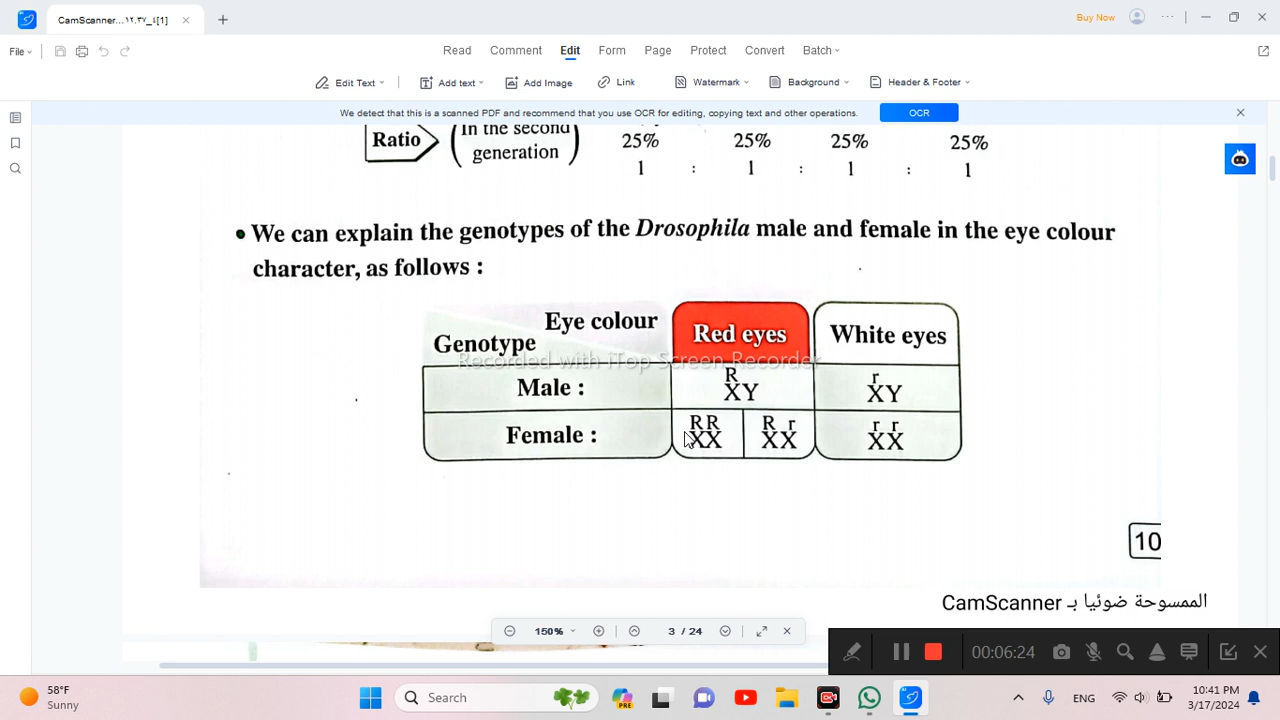 CamScanner...١٢_٣٧_٤[1]
Buy Now
File
Read Comment Edit Form Page Protect Convert Batch
Edit Text Add text Add Image Link Watermark Background Header & Footer
We detect that this is a scanned PDF and recommend that you use OCR for editing, copying text and other operations. OCR
Ratio (In the second generation) 25% 25% 25% 25%
1 : 1 : 1 : 1
• We can explain the genotypes of the Drosophila male and female in the eye colour
character, as follows :
Eye colour
Genotype
Red eyes White eyes
Recorded with iTop Screen Recorder
R r
Male : XY XY
RR R r r r
Female : XX XX XX
10
الممسوحة ضوئيا بـ CamScanner
150% 3 / 24
00:06:24
58°F
Sunny
Search
PRE
ENG
10:41 PM
3/17/2024